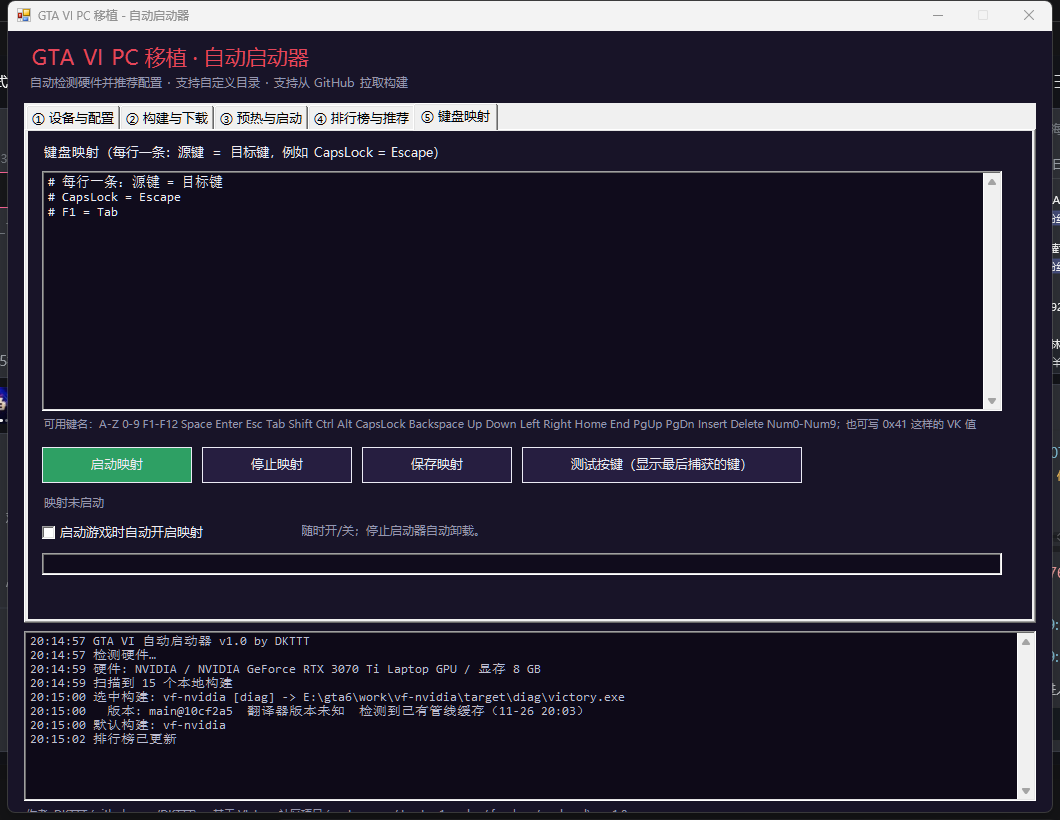 GTA VI PC 移植 - 自动启动器
GTA VI PC 移植 · 自动启动器
自动检测硬件并推荐配置 · 支持自定义目录 · 支持从 GitHub 拉取构建
① 设备与配置 ② 构建与下载 ③ 预热与启动 ④ 排行榜与推荐 ⑤ 键盘映射
键盘映射（每行一条：源键 = 目标键，例如 CapsLock = Escape）
# 每行一条：源键 = 目标键
# CapsLock = Escape
# F1 = Tab
可用键名：A-Z 0-9 F1-F12 Space Enter Esc Tab Shift Ctrl Alt CapsLock Backspace Up Down Left Right Home End PgUp PgDn Insert Delete Num0-Num9；也可写 0x41 这样的 VK 值
启动映射 停止映射 保存映射 测试按键（显示最后捕获的键）
映射未启动
启动游戏时自动开启映射 随时开/关；停止启动器自动卸载。
20:14:57 GTA VI 自动启动器 v1.0 by DKTTT
20:14:57 检测硬件…
20:14:59 硬件: NVIDIA / NVIDIA GeForce RTX 3070 Ti Laptop GPU / 显存 8 GB
20:14:59 扫描到 15 个本地构建
20:15:00 选中构建: vf-nvidia [diag] -> E:\gta6\work\vf-nvidia\target\diag\victory.exe
20:15:00 版本: main@10cf2a5 翻译器版本未知 检测到已有管线缓存（11-26 20:03）
20:15:00 默认构建: vf-nvidia
20:15:02 排行榜已更新